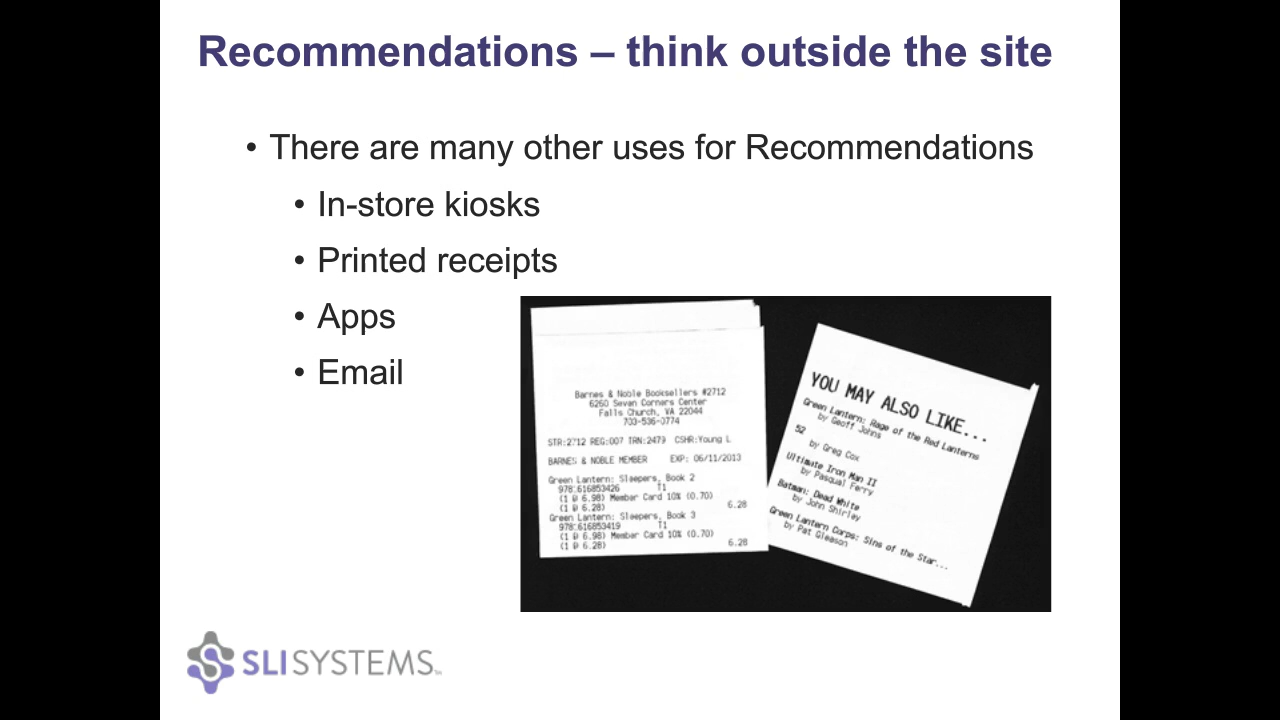 Recommendations – think outside the site
• There are many other uses for Recommendations
• In-store kiosks
• Printed receipts
• Apps
• Email
Barnes & Noble Booksellers #2712
6260 Seven Corners Center
Falls Church, VA 22044
703-536-0774
STR:2712 REG:007 TRN:2479 CSHR:Young L
BARNES & NOBLE MEMBER EXP: 06/11/2013
Green Lantern: Sleepers, Book 2
9781616853426 T1
(1 @ 6.98) Member Card 10% (0.70)
(1 @ 6.28) 6.28
Green Lantern: Sleepers, Book 3
9781616853419 T1
(1 @ 6.98) Member Card 10% (0.70)
(1 @ 6.28) 6.28
YOU MAY ALSO LIKE...
Green Lantern: Rage of the Red Lanterns
by Geoff Johns
52
by Greg Cox
Ultimate Iron Man II
by Pasqual Ferry
Batman: Dead White
by John Shirley
Green Lantern Corps: Sins of the Star...
by Pat Gleason
SLISYSTEMS